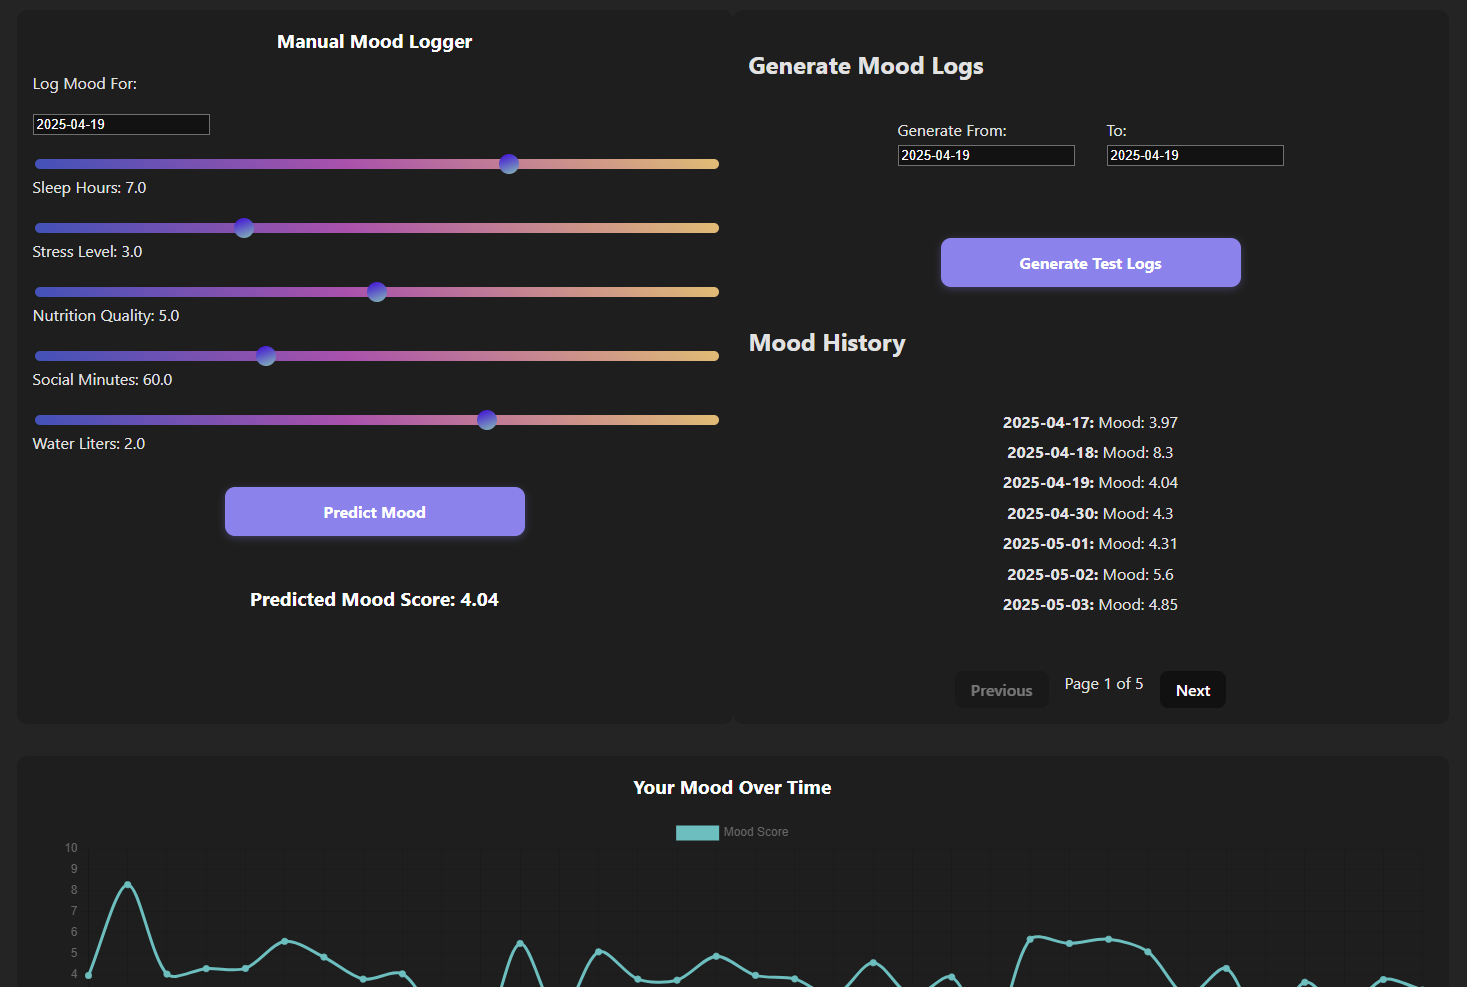 Manual Mood Logger
Log Mood For:
2025-04-19
Sleep Hours: 7.0
Stress Level: 3.0
Nutrition Quality: 5.0
Social Minutes: 60.0
Water Liters: 2.0
Predict Mood
Predicted Mood Score: 4.04
Generate Mood Logs
Generate From: To:
2025-04-19 2025-04-19
Generate Test Logs
Mood History
2025-04-17: Mood: 3.97
2025-04-18: Mood: 8.3
2025-04-19: Mood: 4.04
2025-04-30: Mood: 4.3
2025-05-01: Mood: 4.31
2025-05-02: Mood: 5.6
2025-05-03: Mood: 4.85
Previous Page 1 of 5 Next
Your Mood Over Time
Mood Score
10
9
8
7
6
5
4